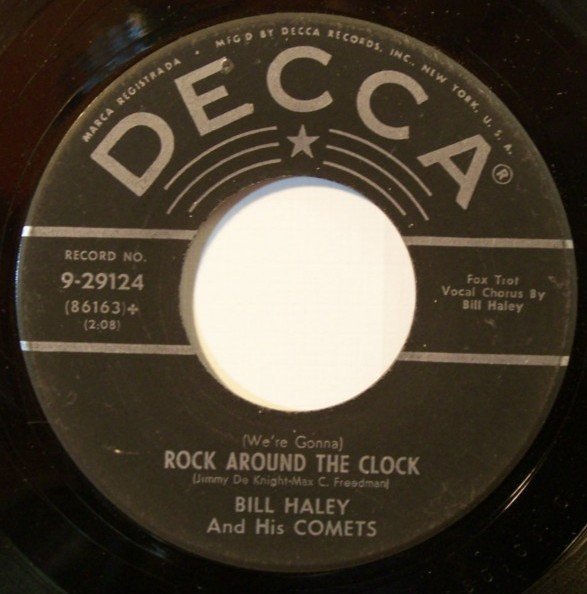 MARCA REGISTRADA • MFG'D BY DECCA RECORDS, INC., NEW YORK, U. S. A.
DECCA®
RECORD NO.
9-29124
(86163)+
(2:08)
Fox Trot
Vocal Chorus By
Bill Haley
(We're Gonna)
ROCK AROUND THE CLOCK
(Jimmy De Knight-Max C. Freedman)
BILL HALEY
And His COMETS